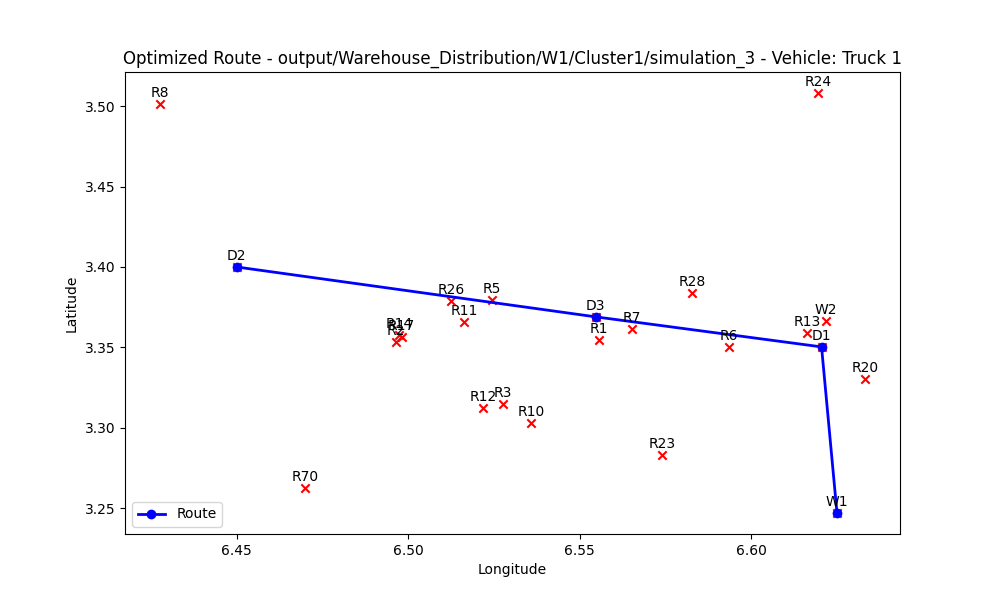 Optimized Route - output/Warehouse_Distribution/W1/Cluster1/simulation_3 - Vehicle: Truck 1
R24
R8
3.50
3.45
D2
3.40
R28
R26
R5
R11
D3
W2
R7
R13
R14
R17
R2
R1
R6
D1
3.35
R20
Latitude
R12
R3
R10
3.30
R23
R70
W1
3.25
Route
6.45
6.50
6.55
6.60
Longitude